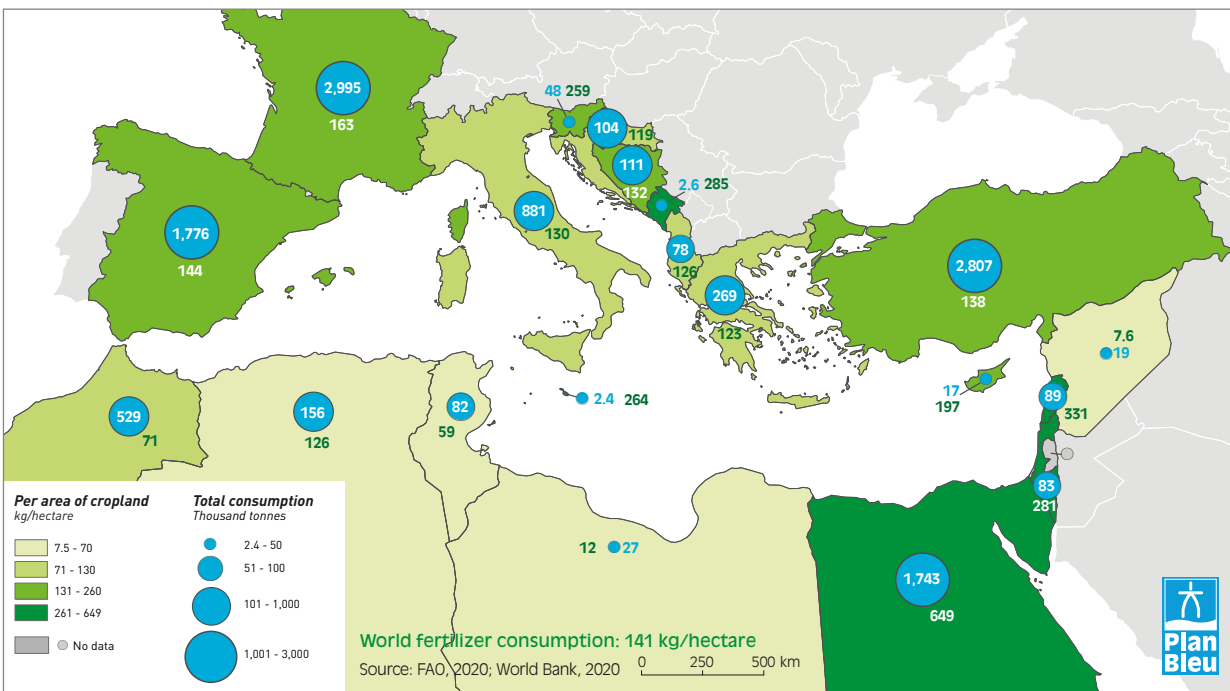 2,995
163
48 259
104
119
111
132
2.6 285
1,776
144
881
130
78
126
269
123
2,807
138
7.6
19
17
197
89
331
2.4 264
529
71
156
126
82
59
83
281
12 27
1,743
649
Per area of cropland
kg/hectare
7.5 - 70
71 - 130
131 - 260
261 - 649
No data
Total consumption
Thousand tonnes
2.4 - 50
51 - 100
101 - 1,000
1,001 - 3,000
World fertilizer consumption: 141 kg/hectare
Source: FAO, 2020; World Bank, 2020
0 250 500 km
Plan
Bleu